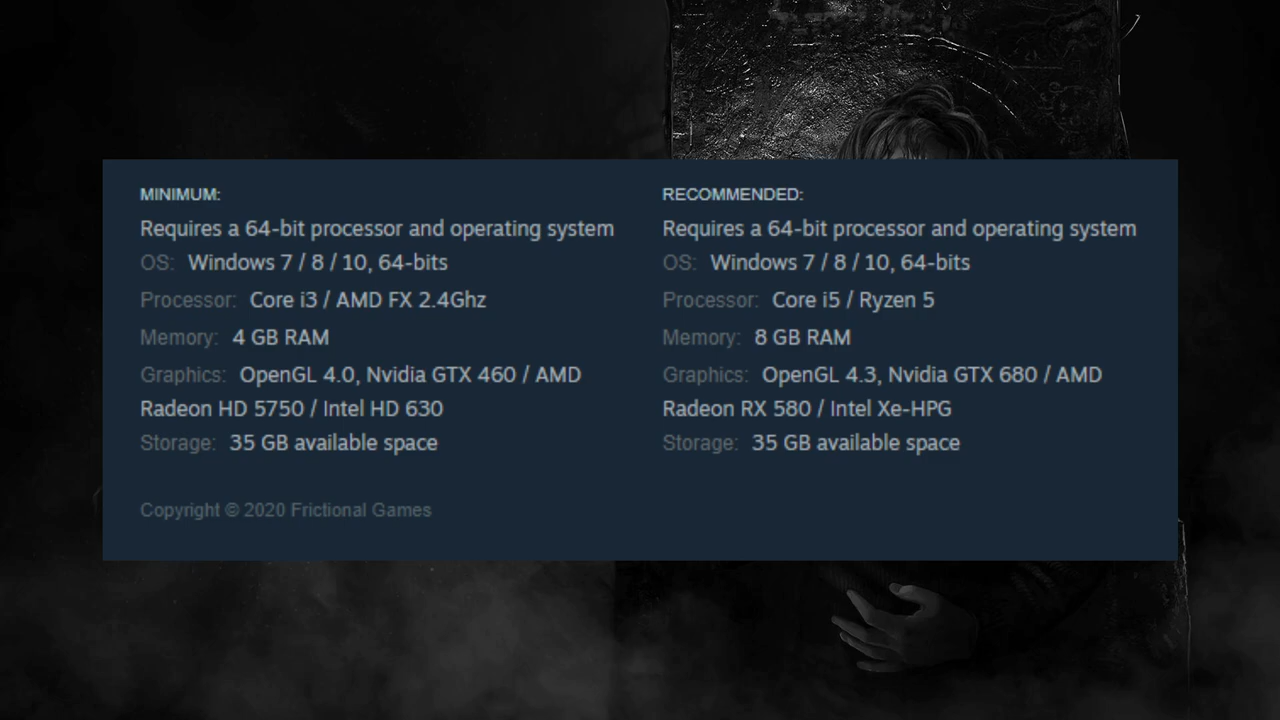 MINIMUM:
Requires a 64-bit processor and operating system
OS: Windows 7 / 8 / 10, 64-bits
Processor: Core i3 / AMD FX 2.4Ghz
Memory: 4 GB RAM
Graphics: OpenGL 4.0, Nvidia GTX 460 / AMD
Radeon HD 5750 / Intel HD 630
Storage: 35 GB available space
Copyright © 2020 Frictional Games
RECOMMENDED:
Requires a 64-bit processor and operating system
OS: Windows 7 / 8 / 10, 64-bits
Processor: Core i5 / Ryzen 5
Memory: 8 GB RAM
Graphics: OpenGL 4.3, Nvidia GTX 680 / AMD
Radeon RX 580 / Intel Xe-HPG
Storage: 35 GB available space